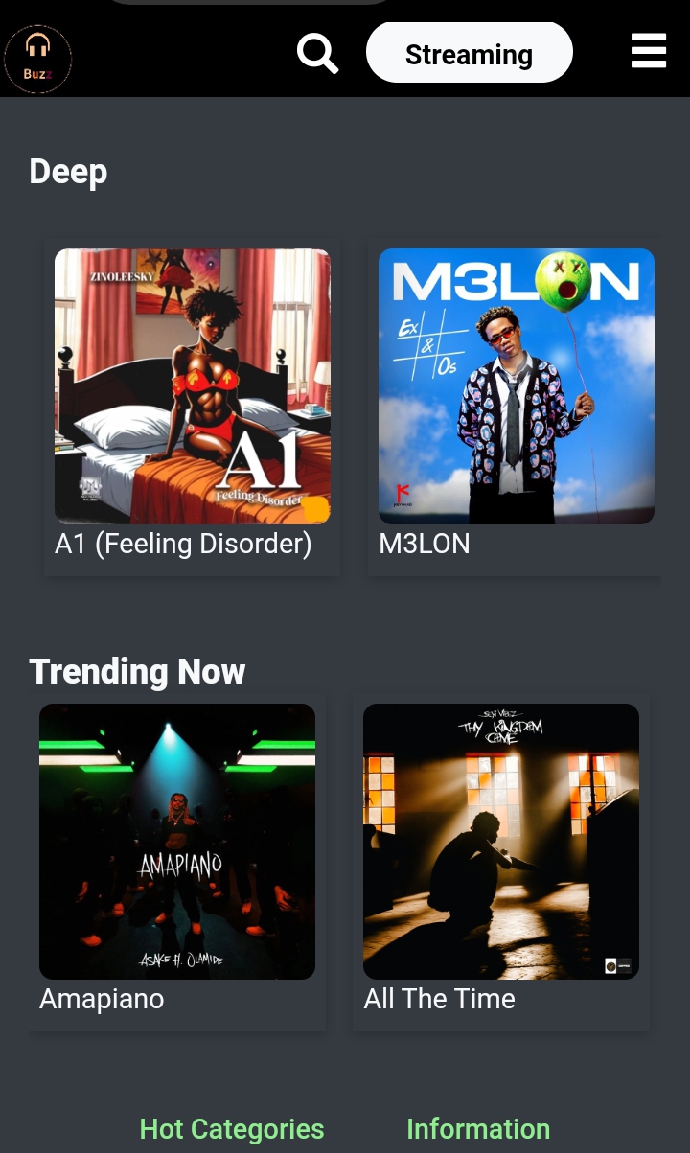 Buzz
Streaming
Deep
ZINOLEESKY
A1
Feeling Disorder
M3LON
Ex
&
Os
A1 (Feeling Disorder)
M3LON
Trending Now
AMAPIANO
ASAKE ft. OLAMIDE
SEYI VIBEZ
THY KINGDOM
COME
Amapiano
All The Time
Hot Categories
Information